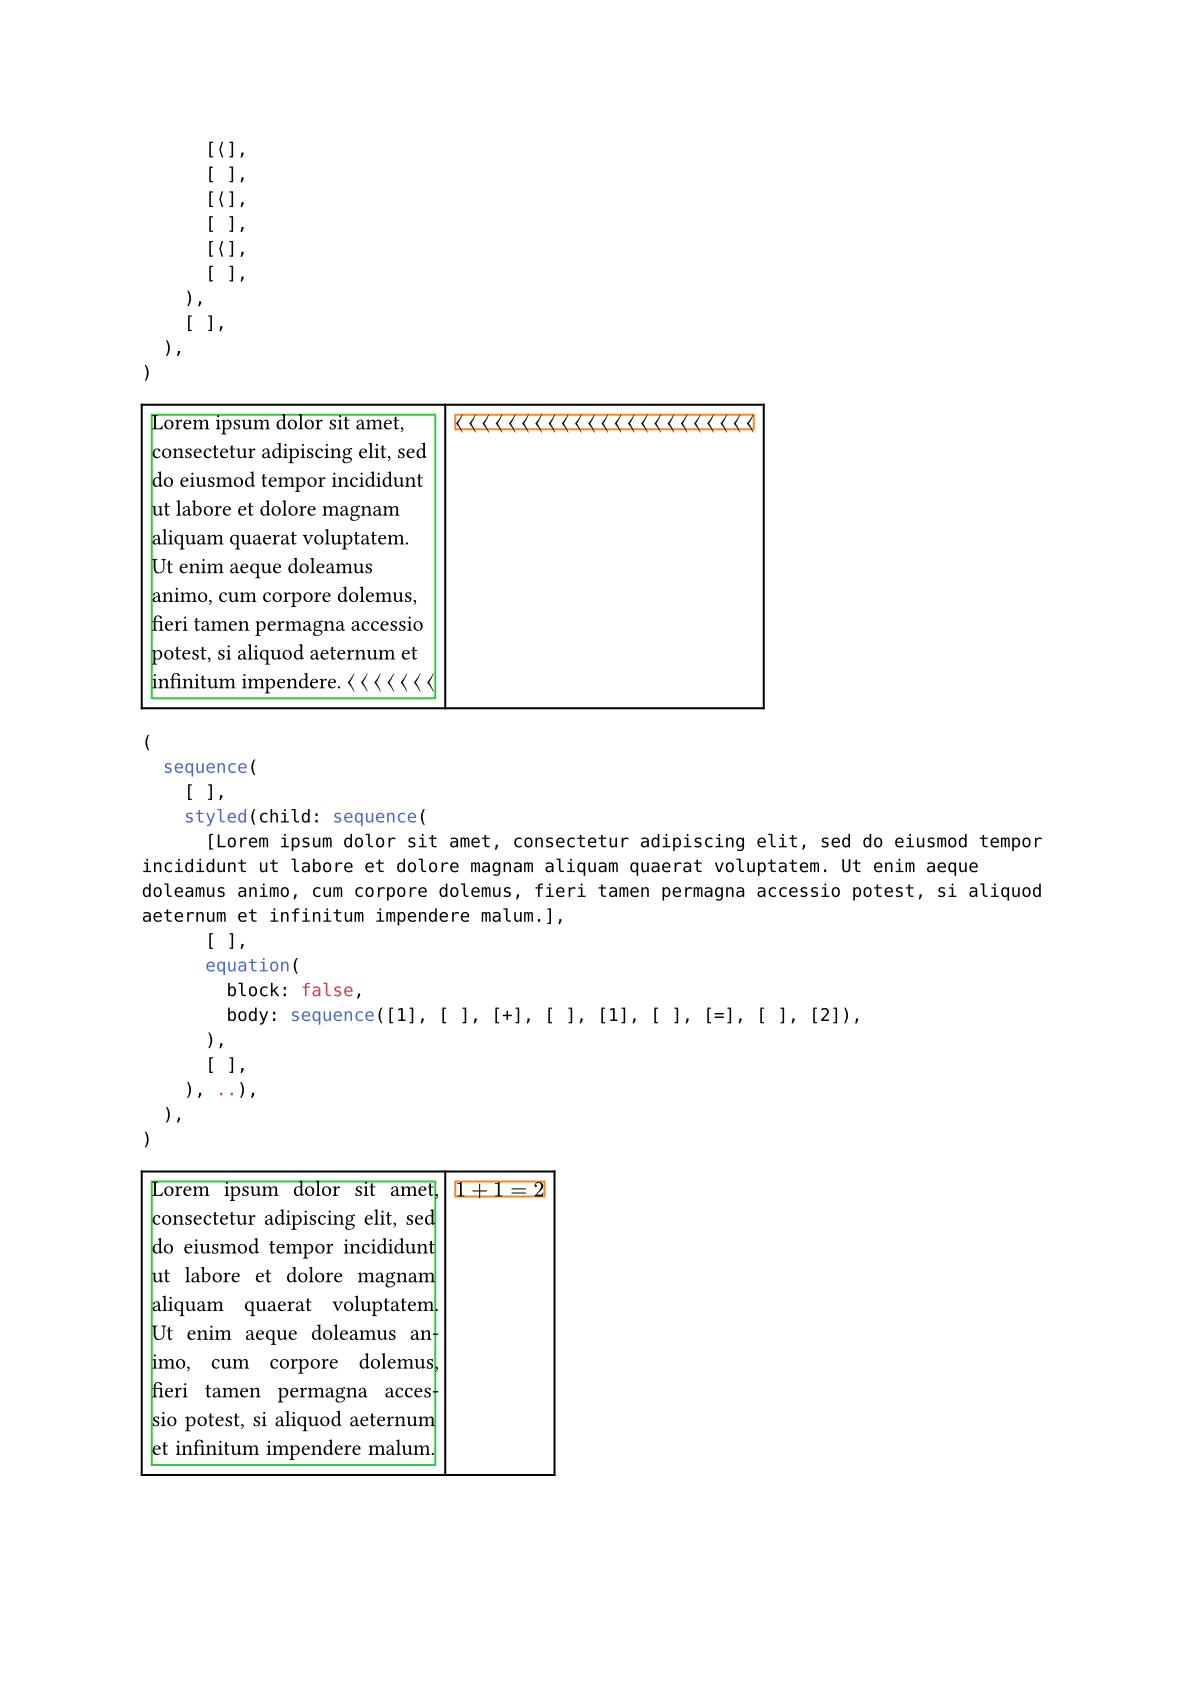 [⟨],
      [ ],
      [⟨],
      [ ],
      [⟨],
      [ ],
    ),
    [ ],
  ),
)
Lorem ipsum dolor sit amet,
consectetur adipiscing elit, sed
do eiusmod tempor incididunt
ut labore et dolore magnam
aliquam quaerat voluptatem.
Ut enim aeque doleamus
animo, cum corpore dolemus,
fieri tamen permagna accessio
potest, si aliquod aeternum et
infinitum impendere. ⟨ ⟨ ⟨ ⟨ ⟨ ⟨ ⟨
⟨ ⟨ ⟨ ⟨ ⟨ ⟨ ⟨ ⟨ ⟨ ⟨ ⟨ ⟨ ⟨ ⟨ ⟨ ⟨ ⟨ ⟨ ⟨ ⟨ ⟨ ⟨ ⟨
(
  sequence(
    [ ],
    styled(child: sequence(
      [Lorem ipsum dolor sit amet, consectetur adipiscing elit, sed do eiusmod tempor
incididunt ut labore et dolore magnam aliquam quaerat voluptatem. Ut enim aeque
doleamus animo, cum corpore dolemus, fieri tamen permagna accessio potest, si aliquod
aeternum et infinitum impendere malum.],
      [ ],
      equation(
        block: false,
        body: sequence([1], [ ], [+], [ ], [1], [ ], [=], [ ], [2]),
      ),
      [ ],
    ), ..),
  ),
)
Lorem ipsum dolor sit amet,
consectetur adipiscing elit, sed
do eiusmod tempor incididunt
ut labore et dolore magnam
aliquam quaerat voluptatem.
Ut enim aeque doleamus an-
imo, cum corpore dolemus,
fieri tamen permagna acces-
sio potest, si aliquod aeternum
et infinitum impendere malum.
1 + 1 = 2